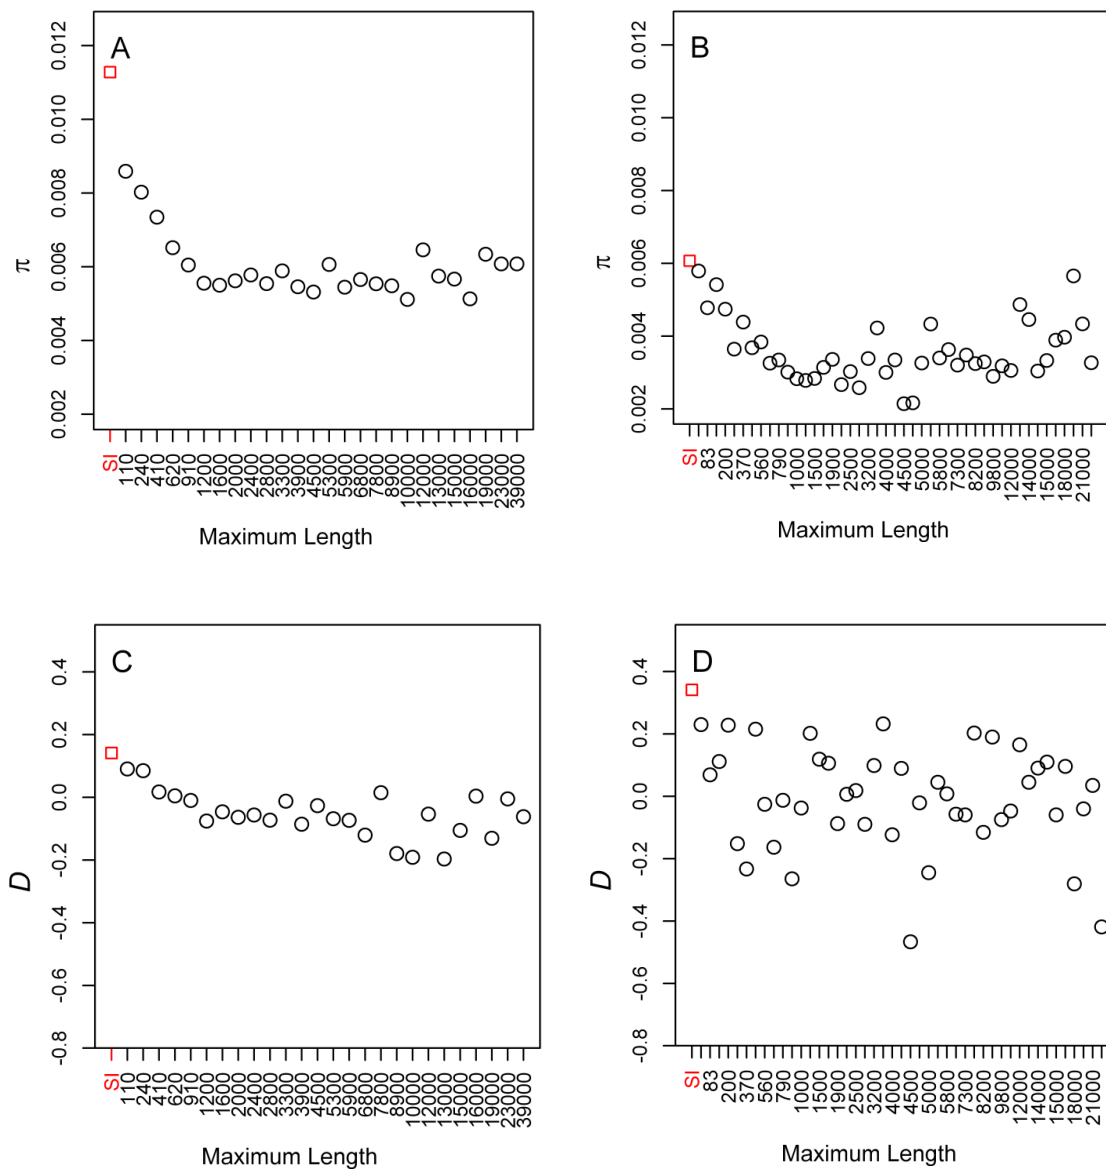 A
π
0.002 0.004 0.006 0.008 0.010 0.012
SI 110 240 410 620 910 1200 1600 2000 2400 2800 3300 3900 4500 5300 5900 6800 7800 8900 10000 12000 13000 15000 16000 19000 23000 39000
Maximum Length
B
π
0.002 0.004 0.006 0.008 0.010 0.012
SI 83 200 370 560 790 1000 1500 1900 2500 3200 4000 4500 5000 5800 7300 8200 9800 12000 14000 15000 18000 21000
Maximum Length
C
D
-0.8 -0.6 -0.4 -0.2 0.0 0.2 0.4
SI 110 240 410 620 910 1200 1600 2000 2400 2800 3300 3900 4500 5300 5900 6800 7800 8900 10000 12000 13000 15000 16000 19000 23000 39000
Maximum Length
D
D
-0.8 -0.6 -0.4 -0.2 0.0 0.2 0.4
SI 83 200 370 560 790 1000 1500 1900 2500 3200 4000 4500 5000 5800 7300 8200 9800 12000 14000 15000 18000 21000
Maximum Length